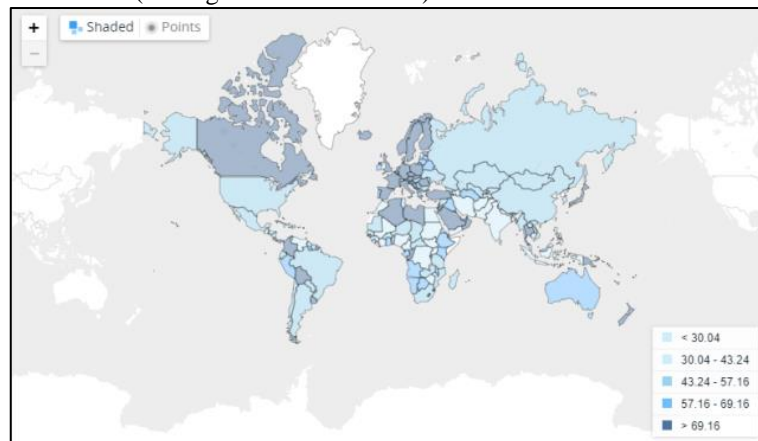 +
−
Shaded Points
< 30.04
30.04 - 43.24
43.24 - 57.16
57.16 - 69.16
> 69.16